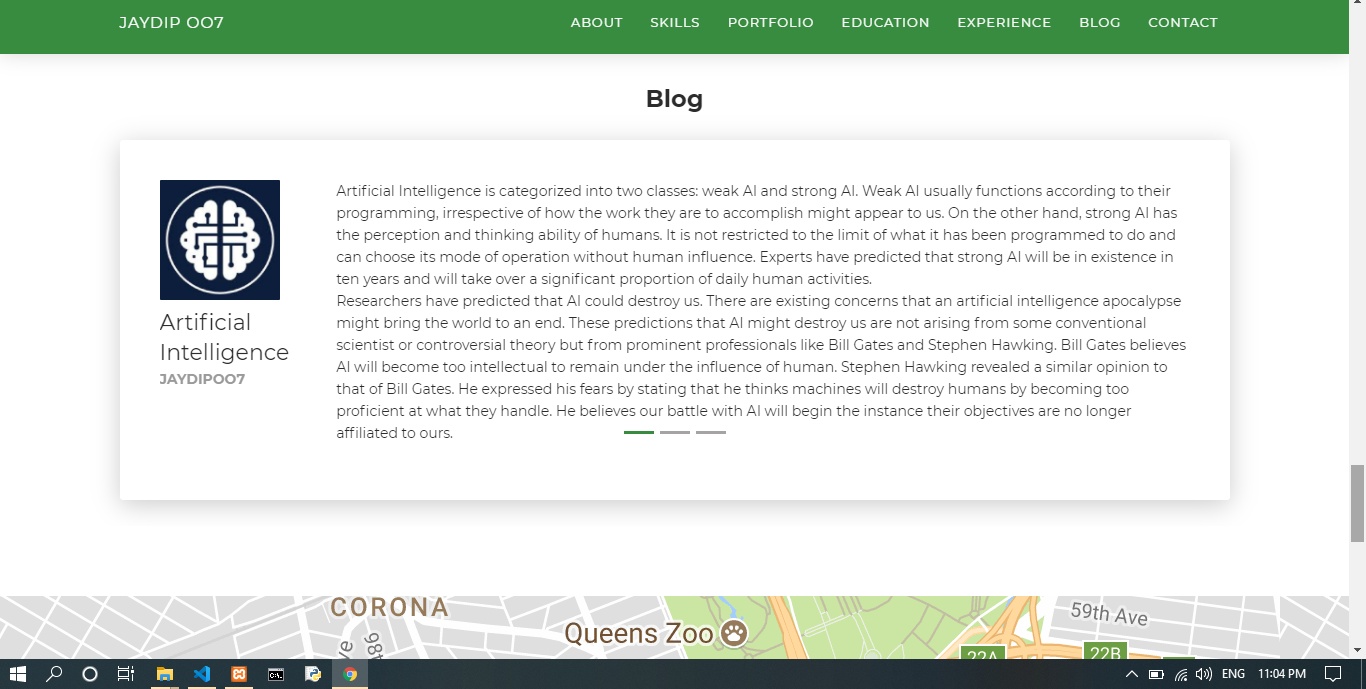 JAYDIP OO7
ABOUT SKILLS PORTFOLIO EDUCATION EXPERIENCE BLOG CONTACT
Blog
Artificial
Intelligence
JAYDIPOO7
Artificial Intelligence is categorized into two classes: weak AI and strong AI. Weak AI usually functions according to their
programming, irrespective of how the work they are to accomplish might appear to us. On the other hand, strong AI has
the perception and thinking ability of humans. It is not restricted to the limit of what it has been programmed to do and
can choose its mode of operation without human influence. Experts have predicted that strong AI will be in existence in
ten years and will take over a significant proportion of daily human activities.
Researchers have predicted that AI could destroy us. There are existing concerns that an artificial intelligence apocalypse
might bring the world to an end. These predictions that AI might destroy us are not arising from some conventional
scientist or controversial theory but from prominent professionals like Bill Gates and Stephen Hawking. Bill Gates believes
AI will become too intellectual to remain under the influence of human. Stephen Hawking revealed a similar opinion to
that of Bill Gates. He expressed his fears by stating that he thinks machines will destroy humans by becoming too
proficient at what they handle. He believes our battle with AI will begin the instance their objectives are no longer
affiliated to ours.
CORONA
Queens Zoo
59th Ave
98th
22A
22B
ENG 11:04 PM